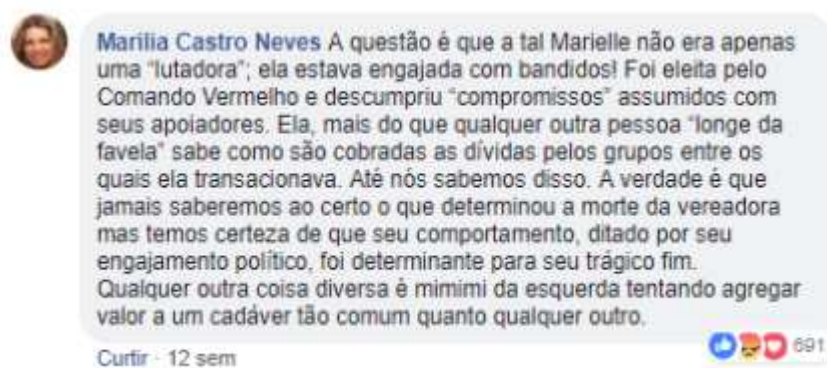 Marilia Castro Neves A questão é que a tal Marielle não era apenas
uma "lutadora"; ela estava engajada com bandidos! Foi eleita pelo
Comando Vermelho e descumpriu "compromissos" assumidos com
seus apoiadores. Ela, mais do que qualquer outra pessoa "longe da
favela" sabe como são cobradas as dívidas pelos grupos entre os
quais ela transacionava. Até nós sabemos disso. A verdade é que
jamais saberemos ao certo o que determinou a morte da vereadora
mas temos certeza de que seu comportamento, ditado por seu
engajamento político, foi determinante para seu trágico fim.
Qualquer outra coisa diversa é mimimi da esquerda tentando agregar
valor a um cadáver tão comum quanto qualquer outro.
691
Curtir · 12 sem